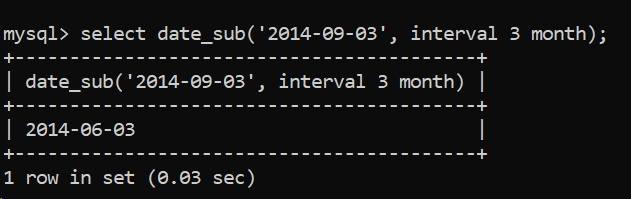 mysql> select date_sub('2014-09-03', interval 3 month);
+------------------------------------------+
| date_sub('2014-09-03', interval 3 month) |
+------------------------------------------+
| 2014-06-03                               |
+------------------------------------------+
1 row in set (0.03 sec)